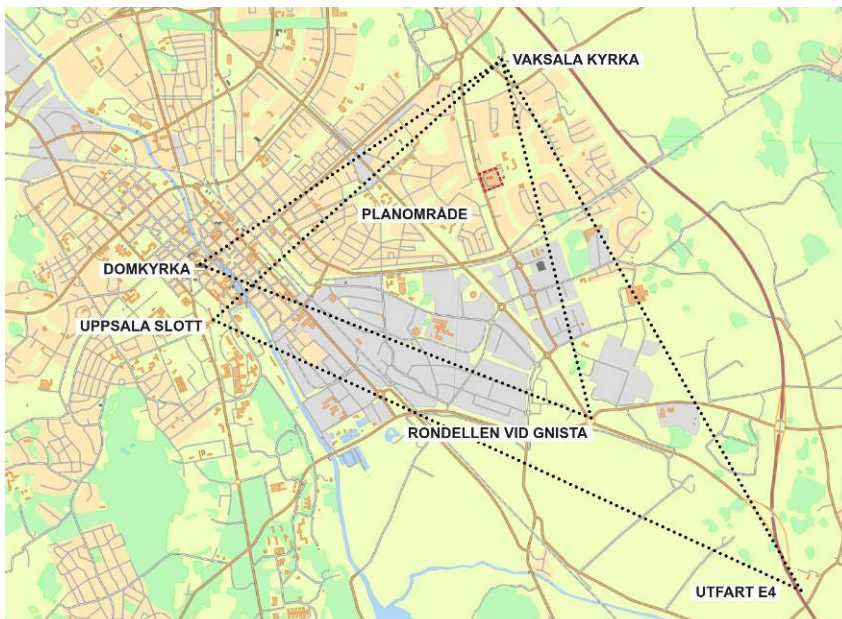 VAKSALA KYRKA
PLANOMRÅDE
DOMKYRKA
UPPSALA SLOTT
RONDELLEN VID GNISTA
UTFART E4